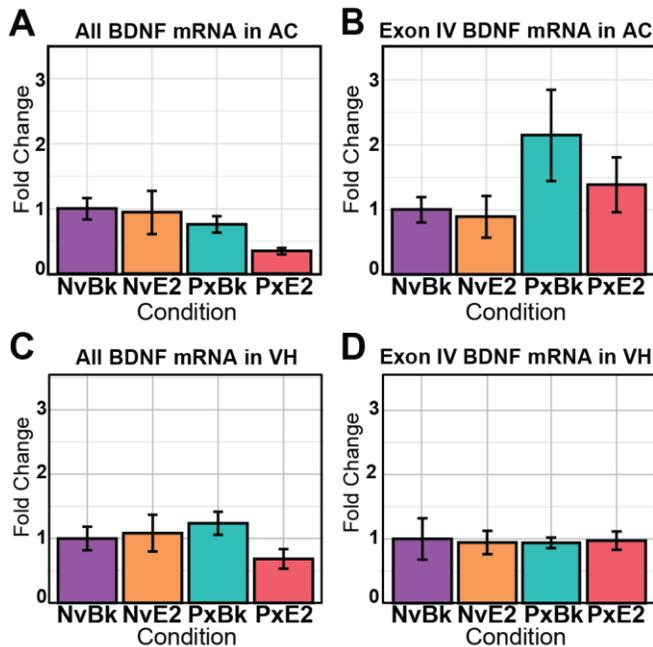 A
All BDNF mRNA in AC
Fold Change
3
2
1
0
NvBk NvE2 PxBk PxE2
Condition
B
Exon IV BDNF mRNA in AC
Fold Change
3
2
1
0
NvBk NvE2 PxBk PxE2
Condition
C
All BDNF mRNA in VH
Fold Change
3
2
1
0
NvBk NvE2 PxBk PxE2
Condition
D
Exon IV BDNF mRNA in VH
Fold Change
3
2
1
0
NvBk NvE2 PxBk PxE2
Condition